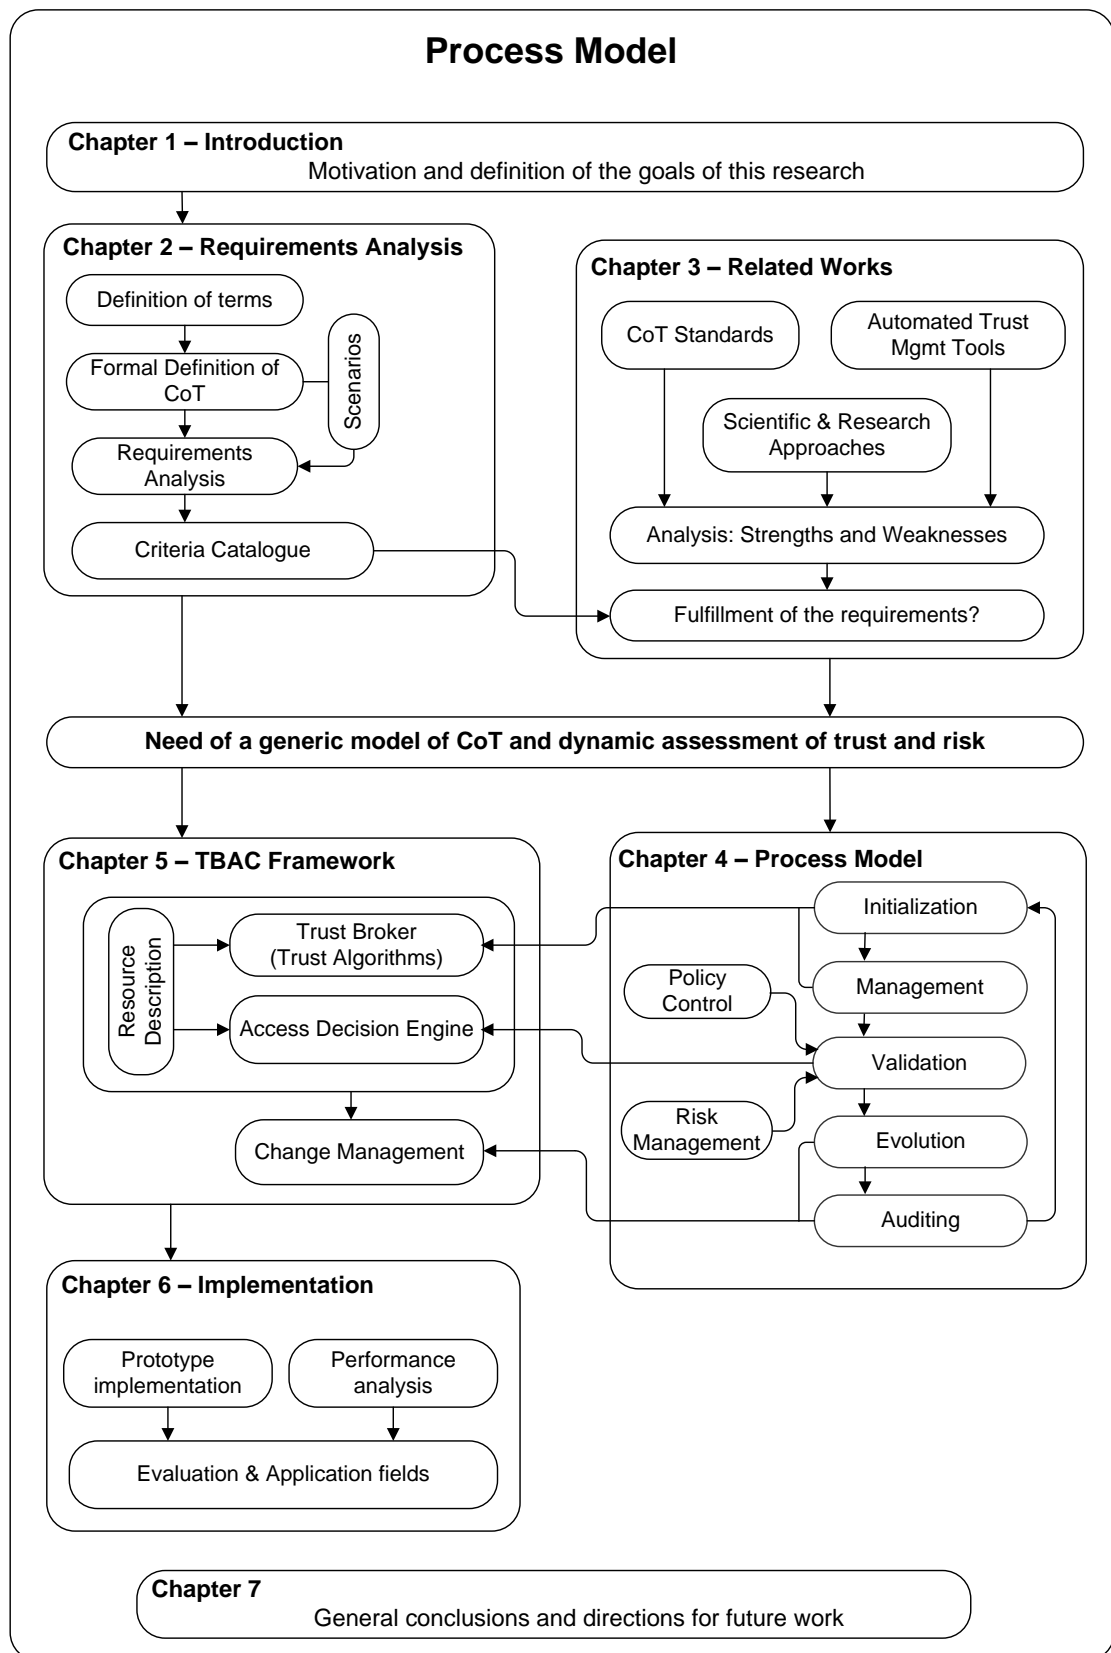 Process Model
Chapter 1 – Introduction
Motivation and definition of the goals of this research
Chapter 2 – Requirements Analysis
Definition of terms
Formal Definition of
CoT
Scenarios
Requirements
Analysis
Criteria Catalogue
Chapter 3 – Related Works
CoT Standards
Automated Trust
Mgmt Tools
Scientific & Research
Approaches
Analysis: Strengths and Weaknesses
Fulfillment of the requirements?
Need of a generic model of CoT and dynamic assessment of trust and risk
Chapter 5 – TBAC Framework
Resource
Description
Trust Broker
(Trust Algorithms)
Access Decision Engine
Change Management
Chapter 4 – Process Model
Initialization
Management
Policy
Control
Validation
Risk
Management
Evolution
Auditing
Chapter 6 – Implementation
Prototype
implementation
Performance
analysis
Evaluation & Application fields
Chapter 7
General conclusions and directions for future work